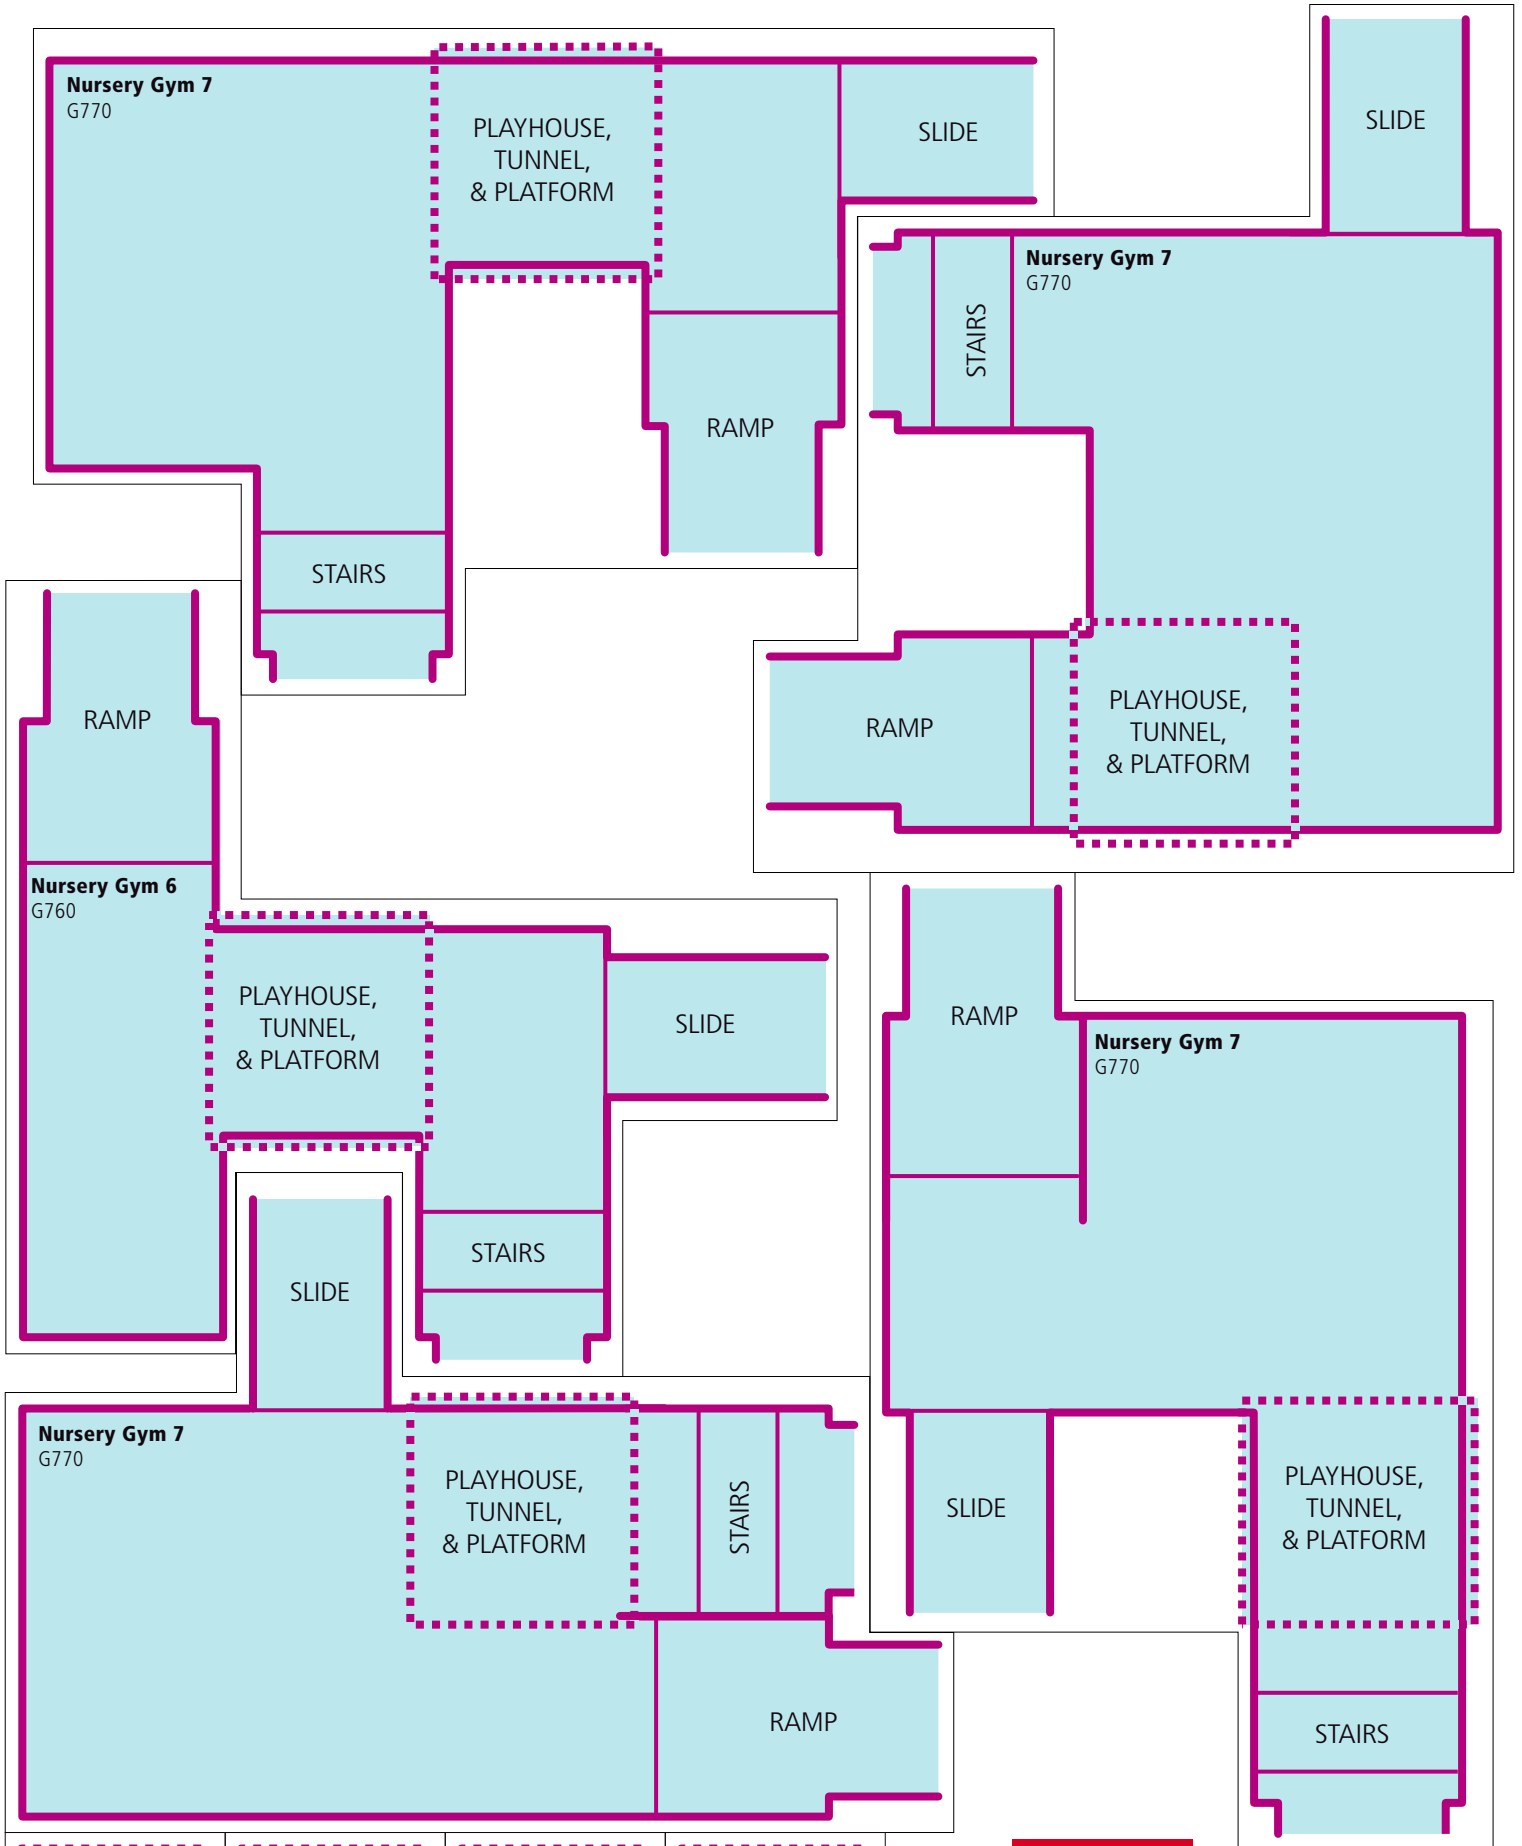 Nursery Gym 7
G770
PLAYHOUSE,
TUNNEL,
& PLATFORM
SLIDE
RAMP
STAIRS
SLIDE
Nursery Gym 7
G770
STAIRS
RAMP
PLAYHOUSE,
TUNNEL,
& PLATFORM
RAMP
Nursery Gym 6
G760
PLAYHOUSE,
TUNNEL,
& PLATFORM
SLIDE
STAIRS
RAMP
Nursery Gym 7
G770
SLIDE
PLAYHOUSE,
TUNNEL,
& PLATFORM
STAIRS
SLIDE
Nursery Gym 7
G770
PLAYHOUSE,
TUNNEL,
& PLATFORM
STAIRS
RAMP